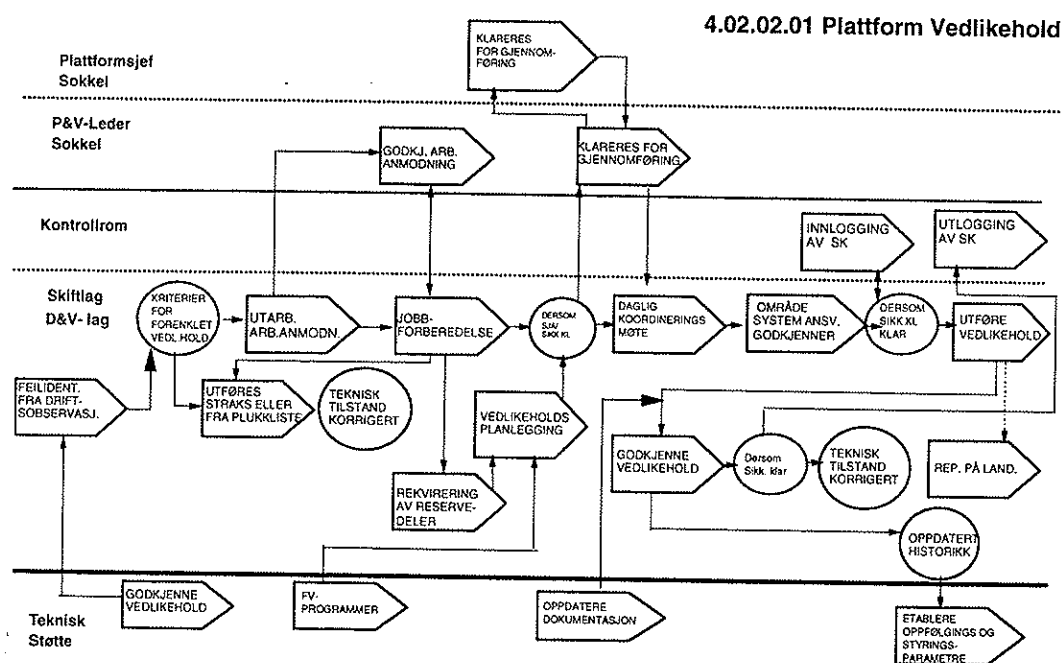 4.02.02.01 Plattform Vedlikehold
Plattformsjef
Sokkel
KLARERES
FOR GJENNOM-
FØRING
P&V-Leder
Sokkel
GODKJ. ARB.
ANMODNING
KLARERES FOR
GJENNOMFØRING
Kontrollrom
INNLOGGING
AV SK
UTLOGGING
AV SK
Skiftlag
D&V- lag
KRITERIER
FOR
FORENKLET
VEDL.HOLD
UTARB.
ARB.ANMODN.
JOBB-
FORBEREDELSE
DERSOM
SJA/
SIKK KL
DAGLIG
KOORDINERINGS
MØTE
OMRÅDE
SYSTEM ANSV.
GODKJENNER
DERSOM
SIKK KL
KLAR
UTFØRE
VEDLIKEHOLD
FEILIDENT.
FRA DRIFT-
SOBSERVASJ.
UTFØRES
STRAKS ELLER
FRA PLUKKLISTE
TEKNISK
TILSTAND
KORRIGERT
VEDLIKEHOLDS
PLANLEGGING
GODKJENNE
VEDLIKEHOLD
Dersom
Sikk. klar
TEKNISK
TILSTAND
KORRIGERT
REP. PÅ LAND.
REKVIRERING
AV RESERVE-
DELER
OPPDATERT
HISTORIKK
Teknisk
Støtte
GODKJENNE
VEDLIKEHOLD
FV-
PROGRAMMER
OPPDATERE
DOKUMENTASJON
ETABLERE
OPPFØLGINGS OG
STYRINGS-
PARAMETRE